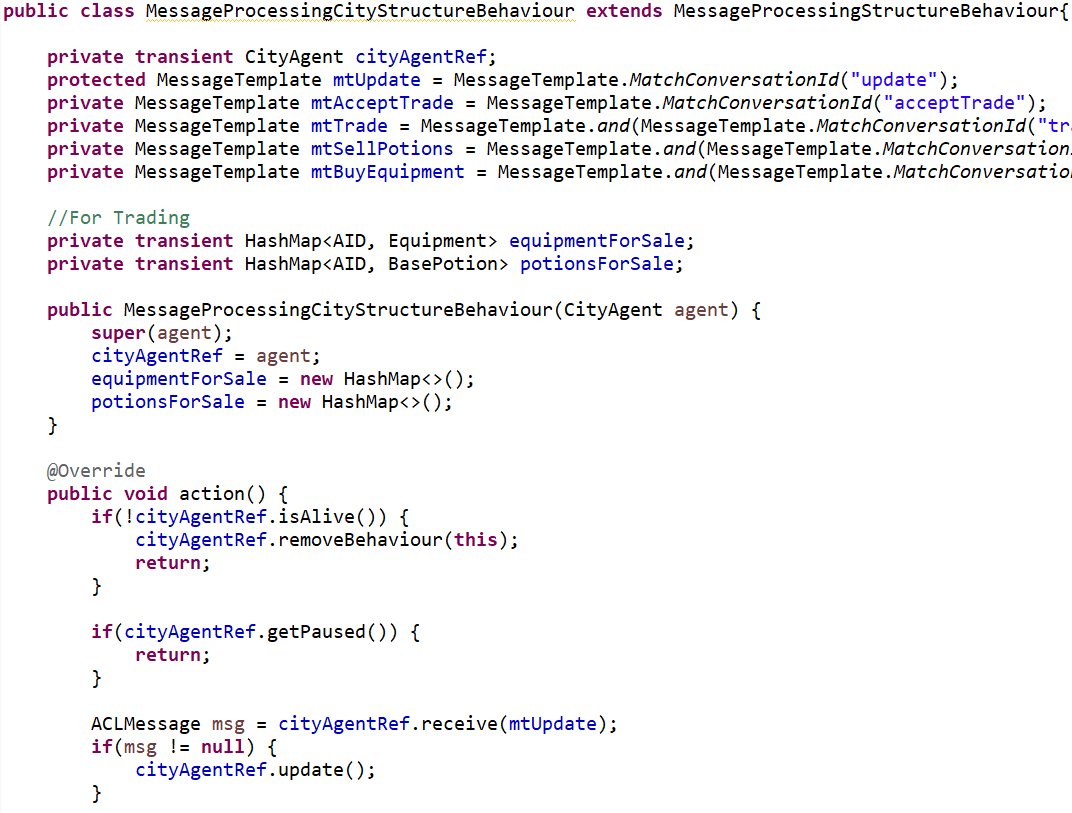 public class MessageProcessingCityStructureBehaviour extends MessageProcessingStructureBehaviour{
private transient CityAgent cityAgentRef;
protected MessageTemplate mtUpdate = MessageTemplate.MatchConversationId("update");
private MessageTemplate mtAcceptTrade = MessageTemplate.MatchConversationId("acceptTrade");
private MessageTemplate mtTrade = MessageTemplate.and(MessageTemplate.MatchConversationId("tr
private MessageTemplate mtSellPotions = MessageTemplate.and(MessageTemplate.MatchConversation
private MessageTemplate mtBuyEquipment = MessageTemplate.and(MessageTemplate.MatchConversatio
//For Trading
private transient HashMap<AID, Equipment> equipmentForSale;
private transient HashMap<AID, BasePotion> potionsForSale;
public MessageProcessingCityStructureBehaviour(CityAgent agent) {
super(agent);
cityAgentRef = agent;
equipmentForSale = new HashMap<>();
potionsForSale = new HashMap<>();
}
@Override
public void action() {
if(!cityAgentRef.isAlive()) {
cityAgentRef.removeBehaviour(this);
return;
}
if(cityAgentRef.getPaused()) {
return;
}
ACLMessage msg = cityAgentRef.receive(mtUpdate);
if(msg != null) {
cityAgentRef.update();
}